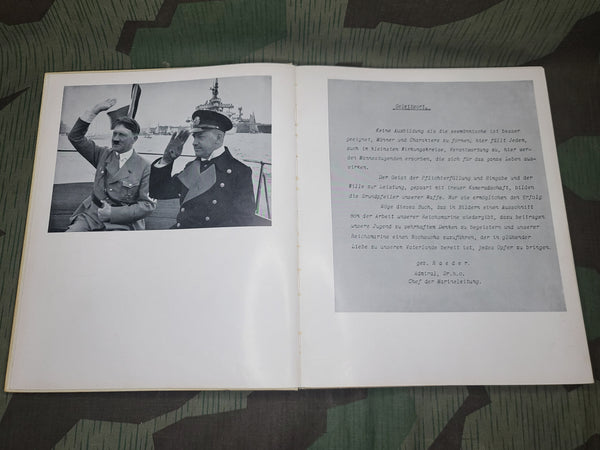 Geleitwort.
Keine Ausbildung als die seemännische ist besser
geeignet, Männer und Charaktere zu formen; hier fällt Jedem,
auch im kleinsten Wirkungskreise, Verantwortung zu, hier wer-
den Mannestugenden erworben, die sich für das ganze Leben aus-
wirken.
Der Geist der Pflichterfüllung und Hingabe und der
Wille zur Leistung, gepaart mit treuer Kameradschaft, bilden
die Grundpfeiler unserer Waffe. Nur sie ermöglichen den Erfolg
Möge dieses Buch, das in Bildern einen Ausschnitt
von der Arbeit unserer Reichsmarine wiedergibt, dazu beitragen
unsere Jugend zu wehrhaftem Denken zu begeistern und unserer
Reichsmarine einen Nachwuchs zuzuführen, der in glühender
Liebe zu unserem Vaterlande bereit ist, jedes Opfer zu bringen.
gez. R a e d e r.
Admiral, Dr.h.c.
Chef der Marineleitung.